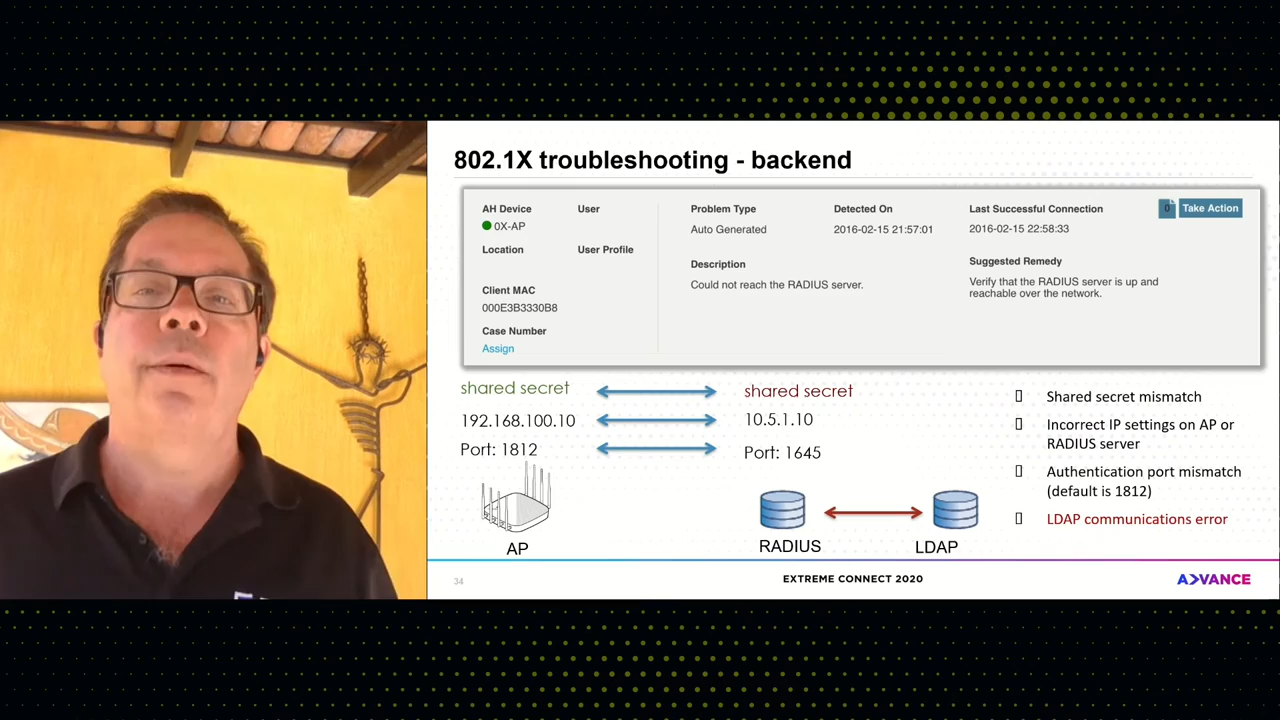 802.1X troubleshooting - backend
AH Device
User
0X-AP
Location
User Profile
Client MAC
000E3B3330B8
Case Number
Assign
Problem Type
Detected On
Auto Generated
2016-02-15 21:57:01
Description
Could not reach the RADIUS server.
Last Successful Connection
2016-02-15 22:58:33
0
Take Action
Suggested Remedy
Verify that the RADIUS server is up and
reachable over the network.
shared secret
shared secret
192.168.100.10
10.5.1.10
Port: 1812
Port: 1645
AP
RADIUS
LDAP
Shared secret mismatch
Incorrect IP settings on AP or
RADIUS server
Authentication port mismatch
(default is 1812)
LDAP communications error
34
EXTREME CONNECT 2020
ADVANCE